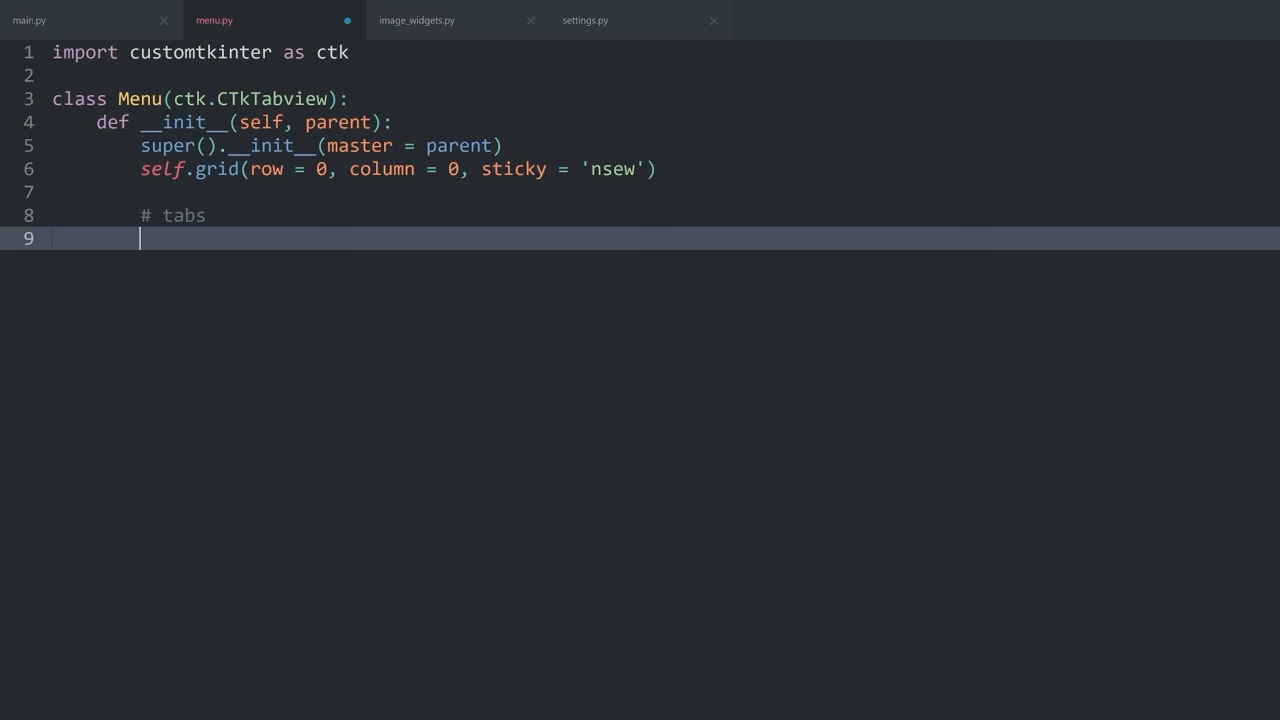 main.py menu.py image_widgets.py settings.py
1 import customtkinter as ctk
2
3 class Menu(ctk.CTkTabview):
4     def __init__(self, parent):
5         super().__init__(master = parent)
6         self.grid(row = 0, column = 0, sticky = 'nsew')
7
8         # tabs
9